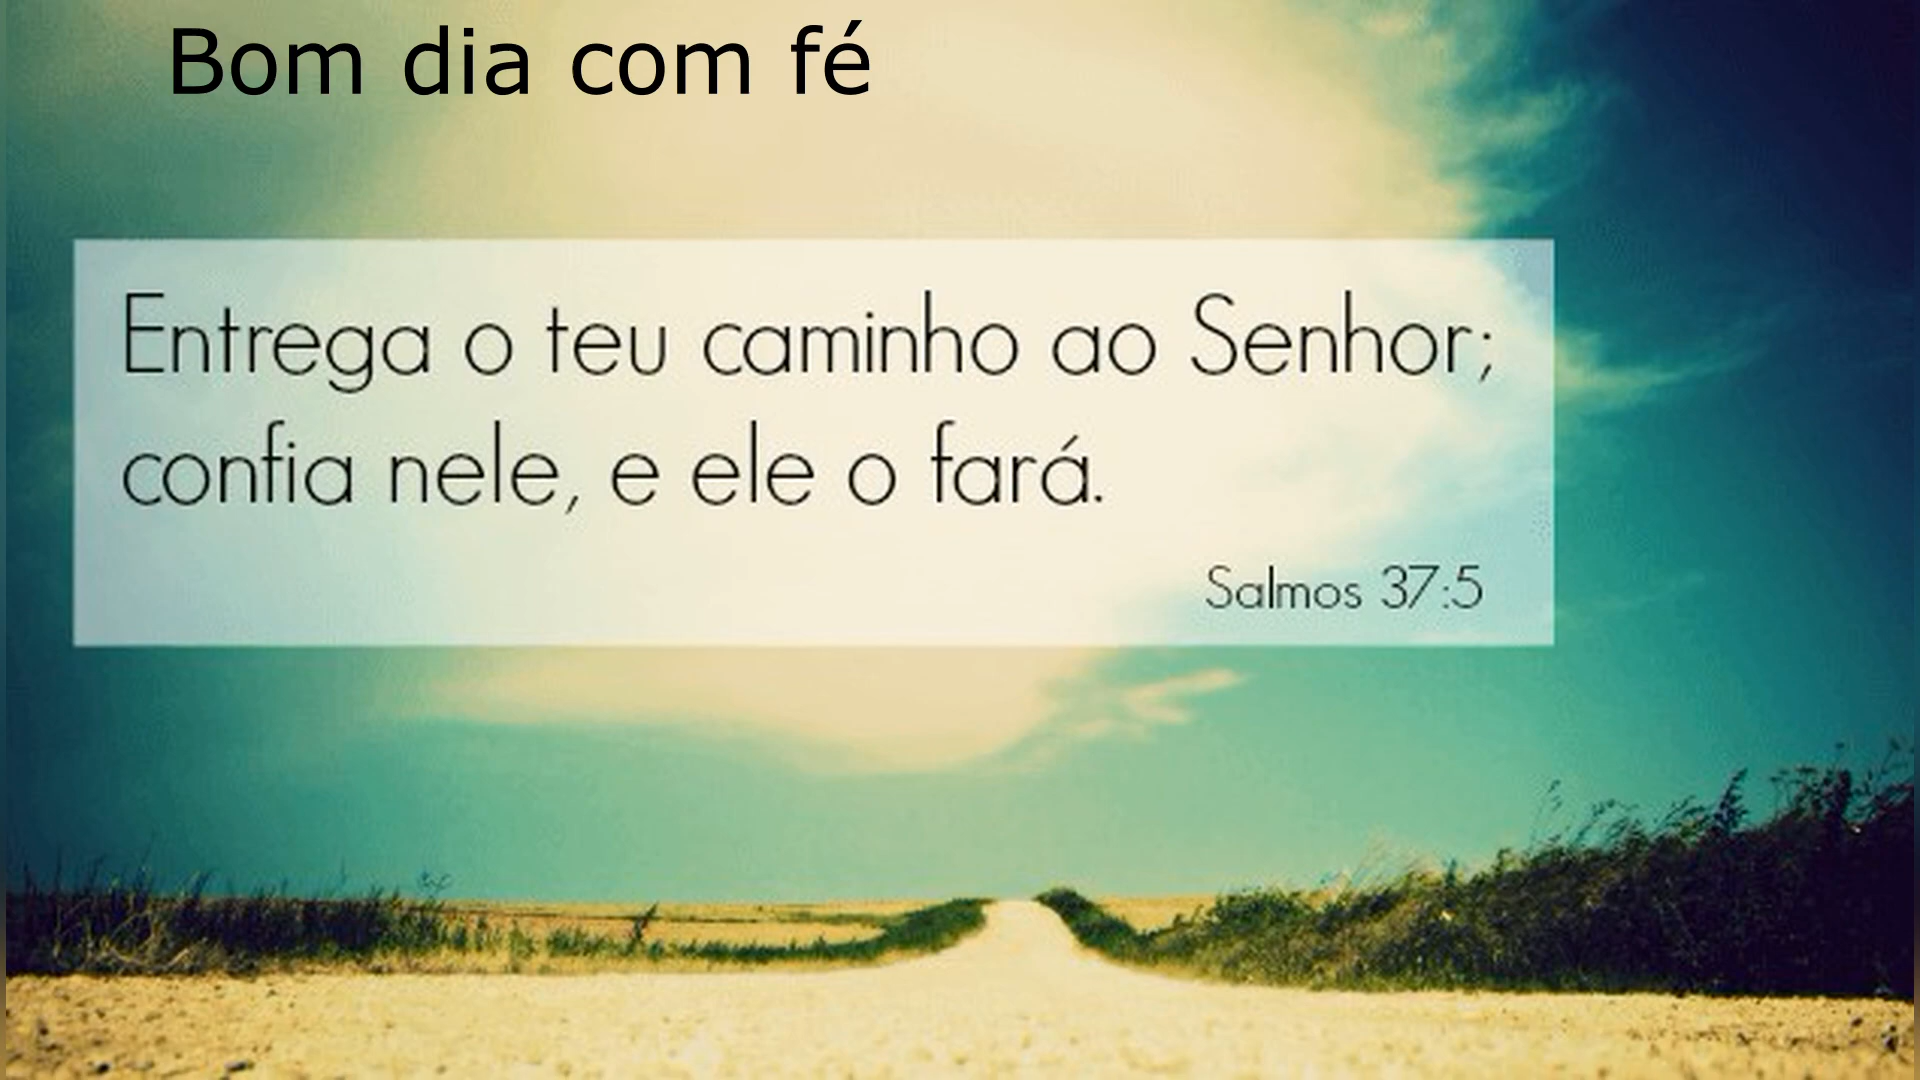 Bom dia com fé
Entrega o teu caminho ao Senhor;
confia nele, e ele o fará.
Salmos 37:5